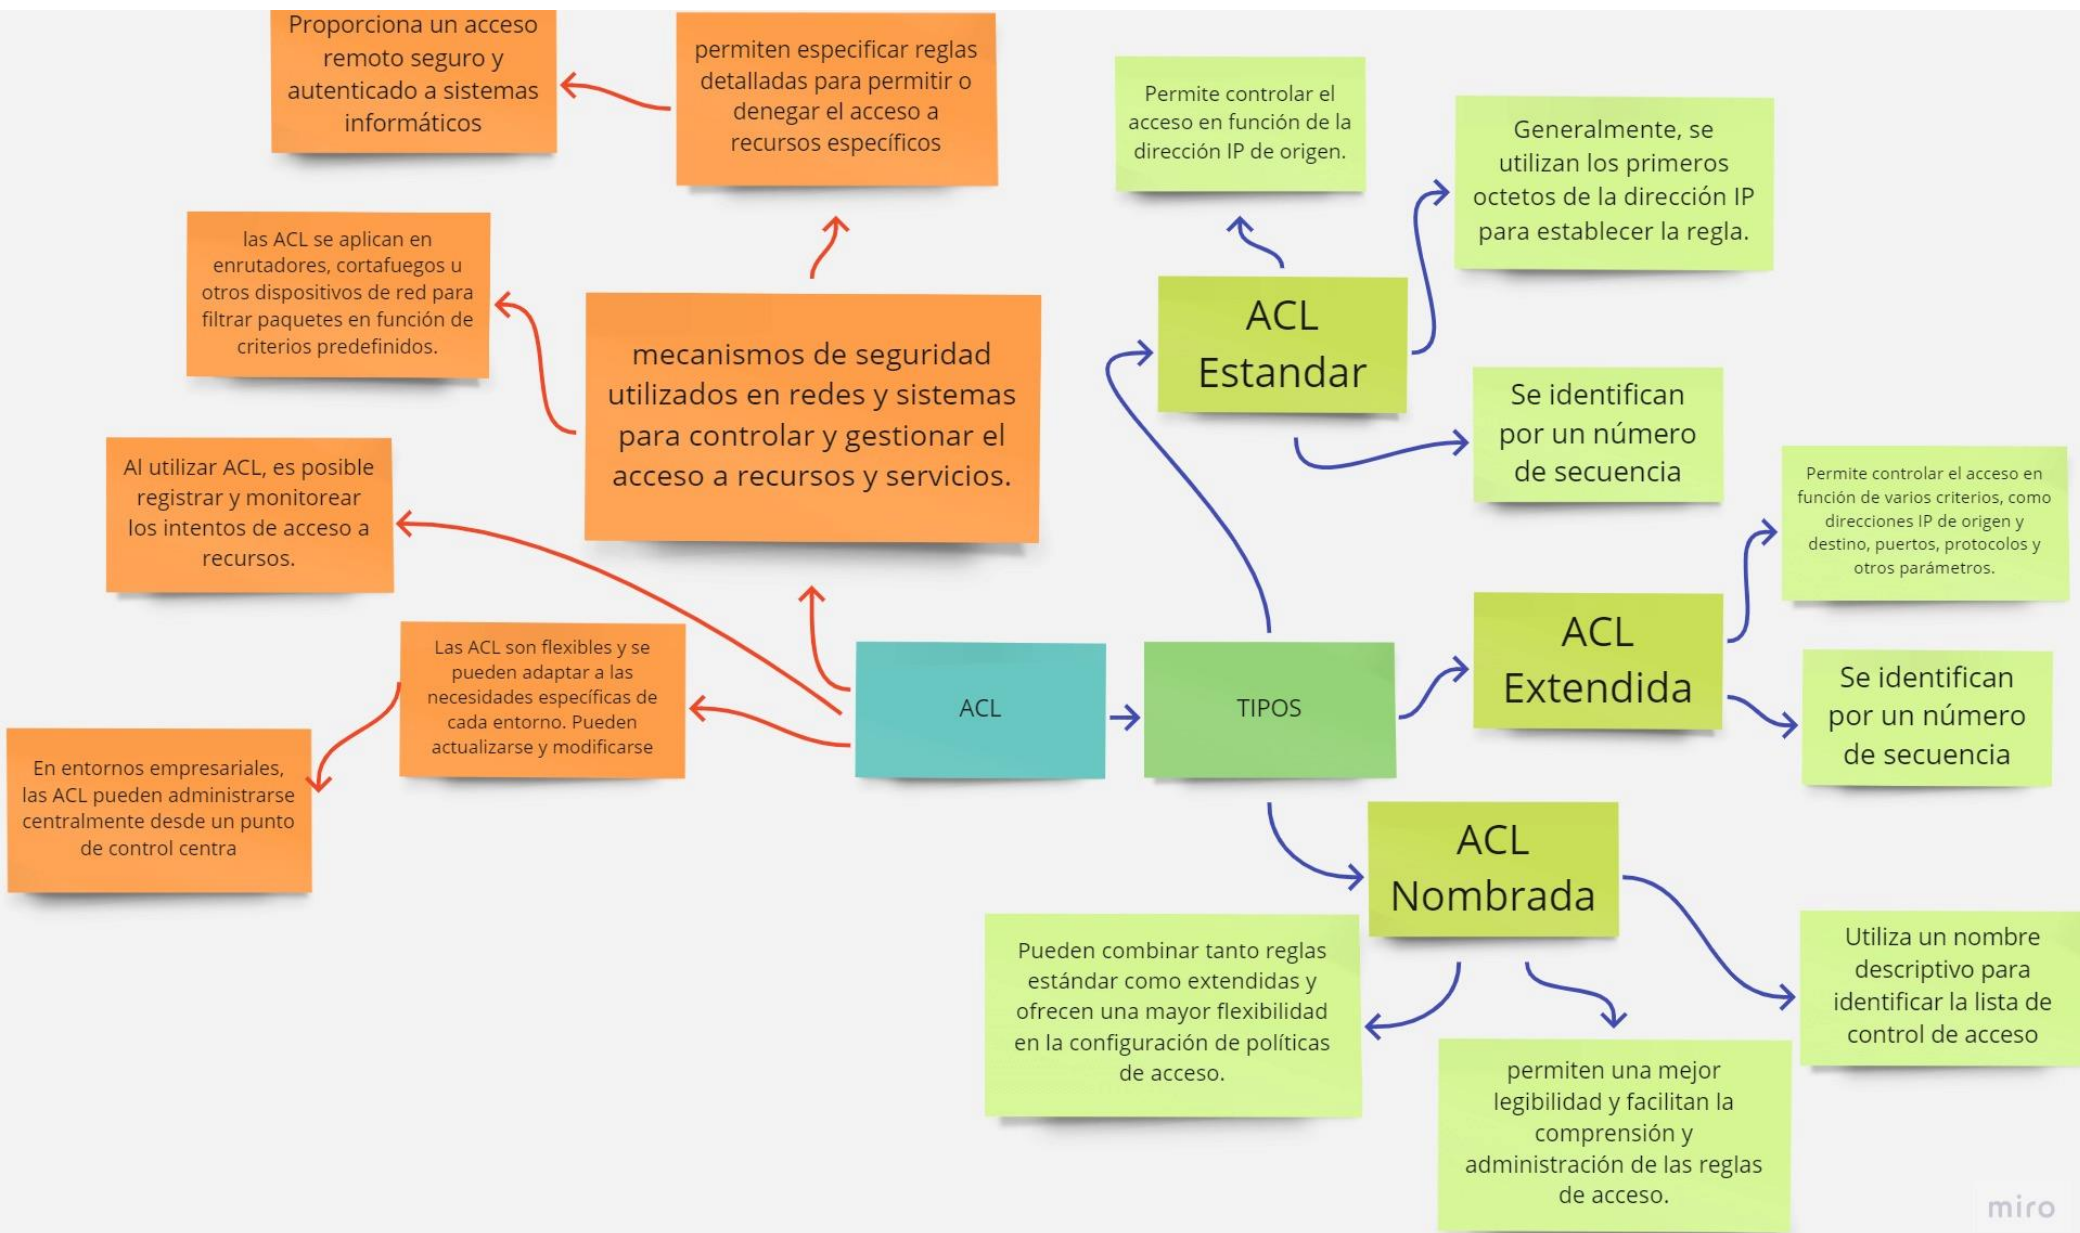 Proporciona un acceso
remoto seguro y
autenticado a sistemas
informáticos
permiten especificar reglas
detalladas para permitir o
denegar el acceso a
recursos específicos
Permite controlar el
acceso en función de la
dirección IP de origen.
Generalmente, se
utilizan los primeros
octetos de la dirección IP
para establecer la regla.
las ACL se aplican en
enrutadores, cortafuegos u
otros dispositivos de red para
filtrar paquetes en función de
criterios predefinidos.
mecanismos de seguridad
utilizados en redes y sistemas
para controlar y gestionar el
acceso a recursos y servicios.
ACL
Estandar
Se identifican
por un número
de secuencia
Al utilizar ACL, es posible
registrar y monitorear
los intentos de acceso a
recursos.
Permite controlar el acceso en
función de varios criterios, como
direcciones IP de origen y
destino, puertos, protocolos y
otros parámetros.
Las ACL son flexibles y se
pueden adaptar a las
necesidades específicas de
cada entorno. Pueden
actualizarse y modificarse
ACL
TIPOS
ACL
Extendida
Se identifican
por un número
de secuencia
En entornos empresariales,
las ACL pueden administrarse
centralmente desde un punto
de control centra
ACL
Nombrada
Pueden combinar tanto reglas
estándar como extendidas y
ofrecen una mayor flexibilidad
en la configuración de políticas
de acceso.
Utiliza un nombre
descriptivo para
identificar la lista de
control de acceso
permiten una mejor
legibilidad y facilitan la
comprensión y
administración de las reglas
de acceso.
miro